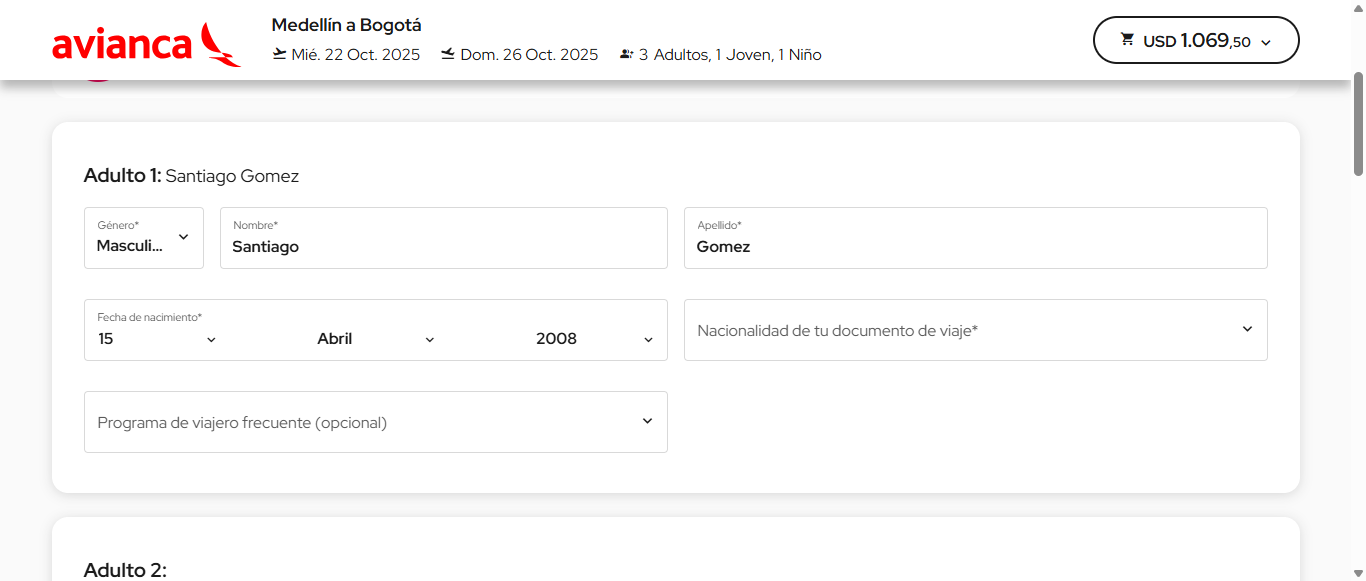 avianca
Medellín a Bogotá
Mié. 22 Oct. 2025 Dom. 26 Oct. 2025 3 Adultos, 1 Joven, 1 Niño
USD 1.069,50
Adulto 1: Santiago Gomez
Género* Nombre* Apellido*
Masculi... Santiago Gomez
Fecha de nacimiento*
15 Abril 2008 Nacionalidad de tu documento de viaje*
Programa de viajero frecuente (opcional)
Adulto 2: